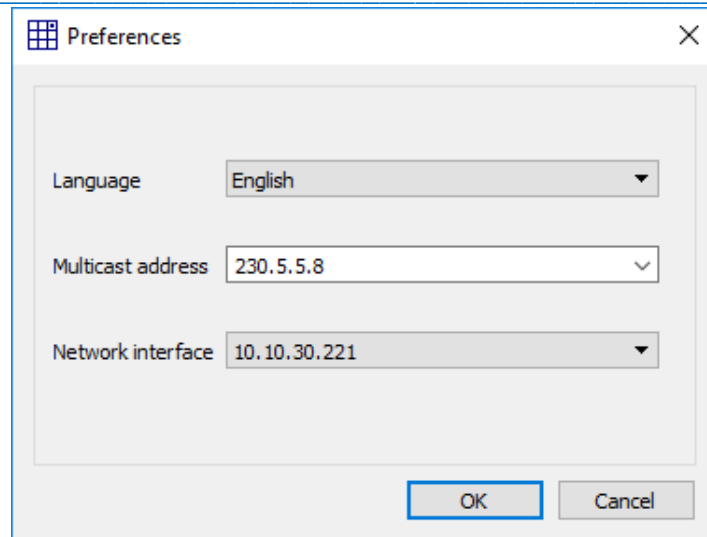 Preferences
Language English
Multicast address 230.5.5.8
Network interface 10.10.30.221
OK Cancel